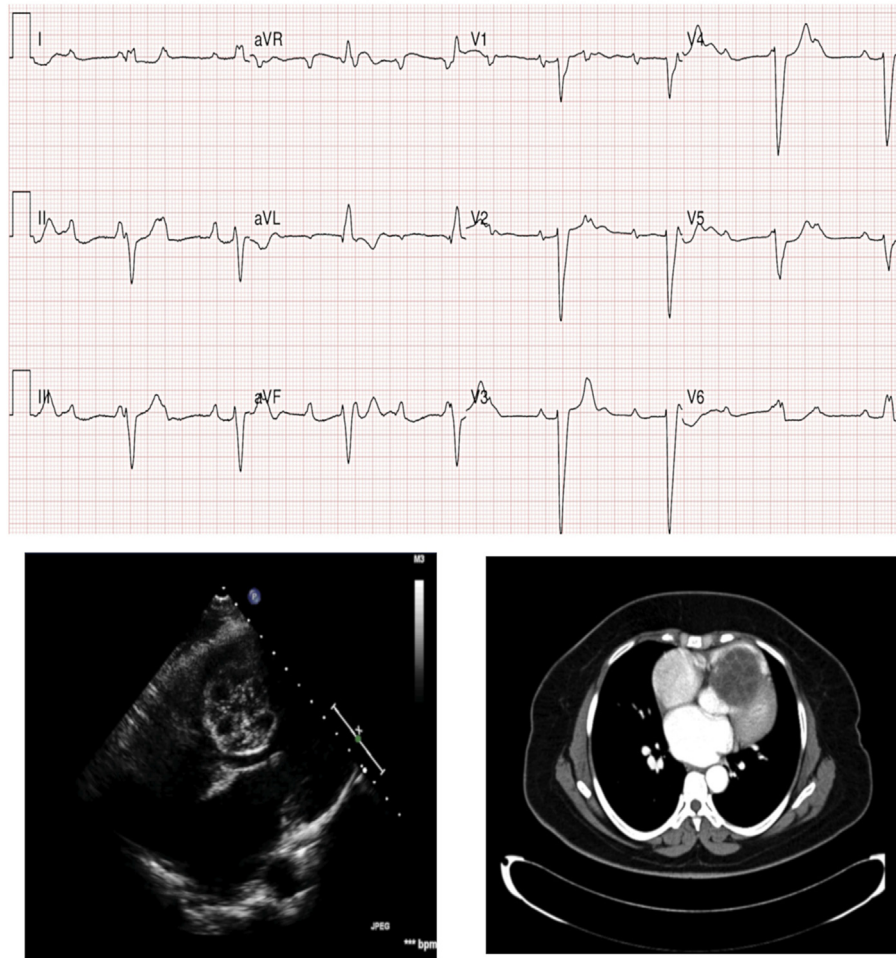 I aVR V1 V4
II aVL V2 V5
III aVF V3 V6
M3
P
JPEG
*** bpm